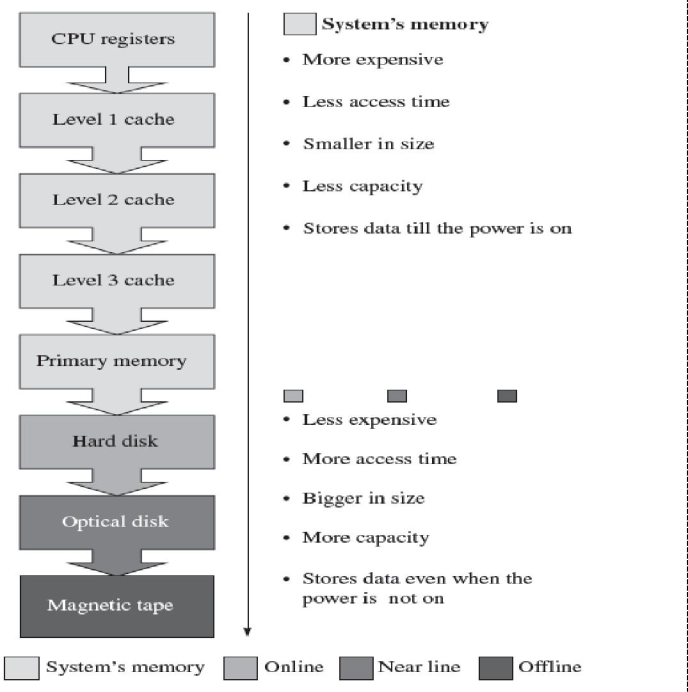 CPU registers
Level 1 cache
Level 2 cache
Level 3 cache
Primary memory
Hard disk
Optical disk
Magnetic tape
System's memory
• More expensive
• Less access time
• Smaller in size
• Less capacity
• Stores data till the power is on
• Less expensive
• More access time
• Bigger in size
• More capacity
• Stores data even when the
power is not on
System's memory
Online
Near line
Offline